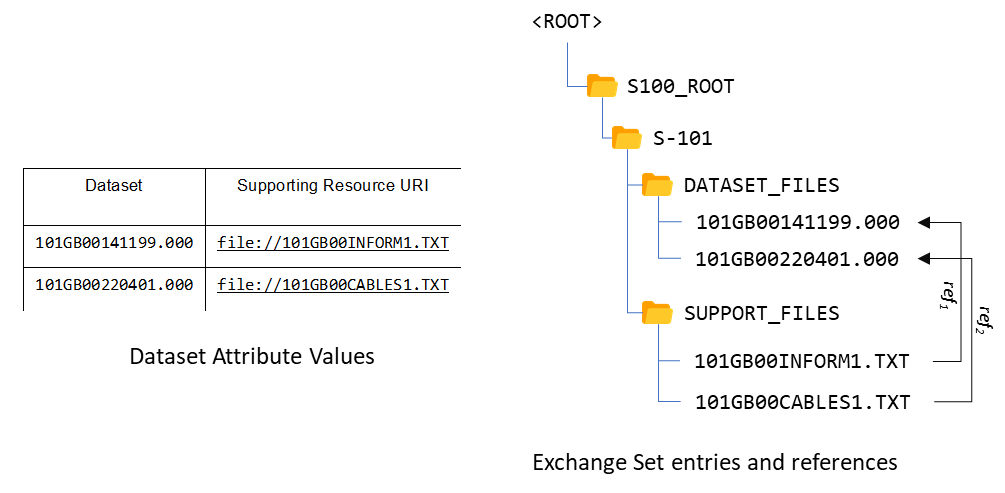 Dataset Supporting Resource URI
101GB00141199.000 file://101GB00INFORM1.TXT
101GB00220401.000 file://101GB00CABLES1.TXT
Dataset Attribute Values
<ROOT>
S100_ROOT
S-101
DATASET_FILES
101GB00141199.000
101GB00220401.000
ref1
ref2
SUPPORT_FILES
101GB00INFORM1.TXT
101GB00CABLES1.TXT
Exchange Set entries and references